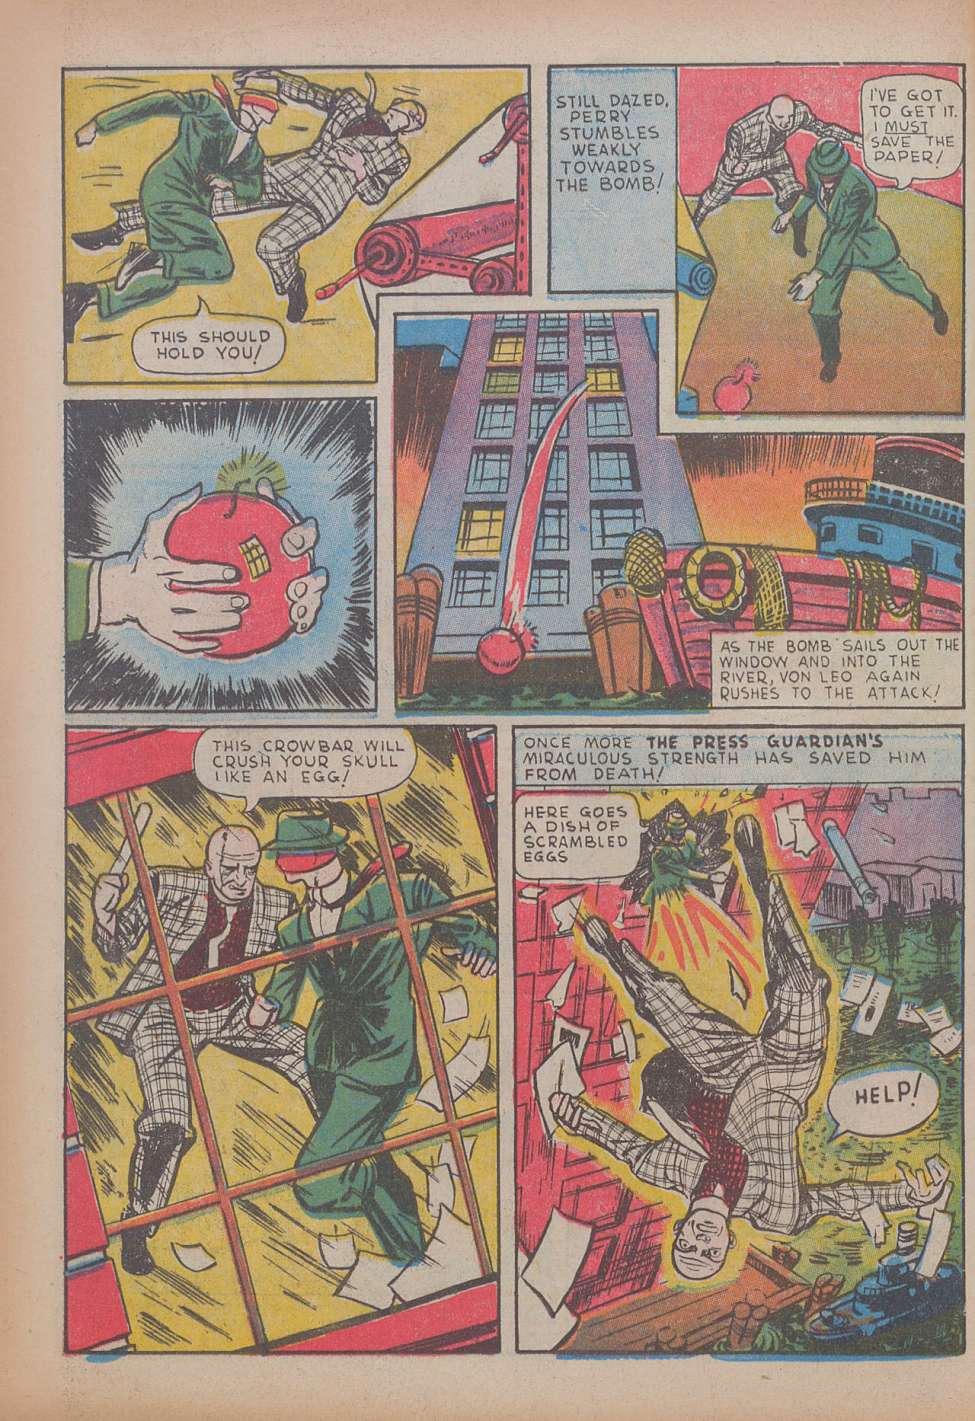 THIS SHOULD
HOLD YOU!
STILL DAZED,
PERRY
STUMBLES
WEAKLY
TOWARDS
THE BOMB!
I'VE GOT
TO GET IT.
I MUST
SAVE THE
PAPER!
AS THE BOMB SAILS OUT THE
WINDOW AND INTO THE
RIVER, VON LEO AGAIN
RUSHES TO THE ATTACK!
THIS CROWBAR WILL
CRUSH YOUR SKULL
LIKE AN EGG!
ONCE MORE THE PRESS GUARDIAN'S
MIRACULOUS STRENGTH HAS SAVED HIM
FROM DEATH!
HERE GOES
A DISH OF
SCRAMBLED
EGGS
HELP!